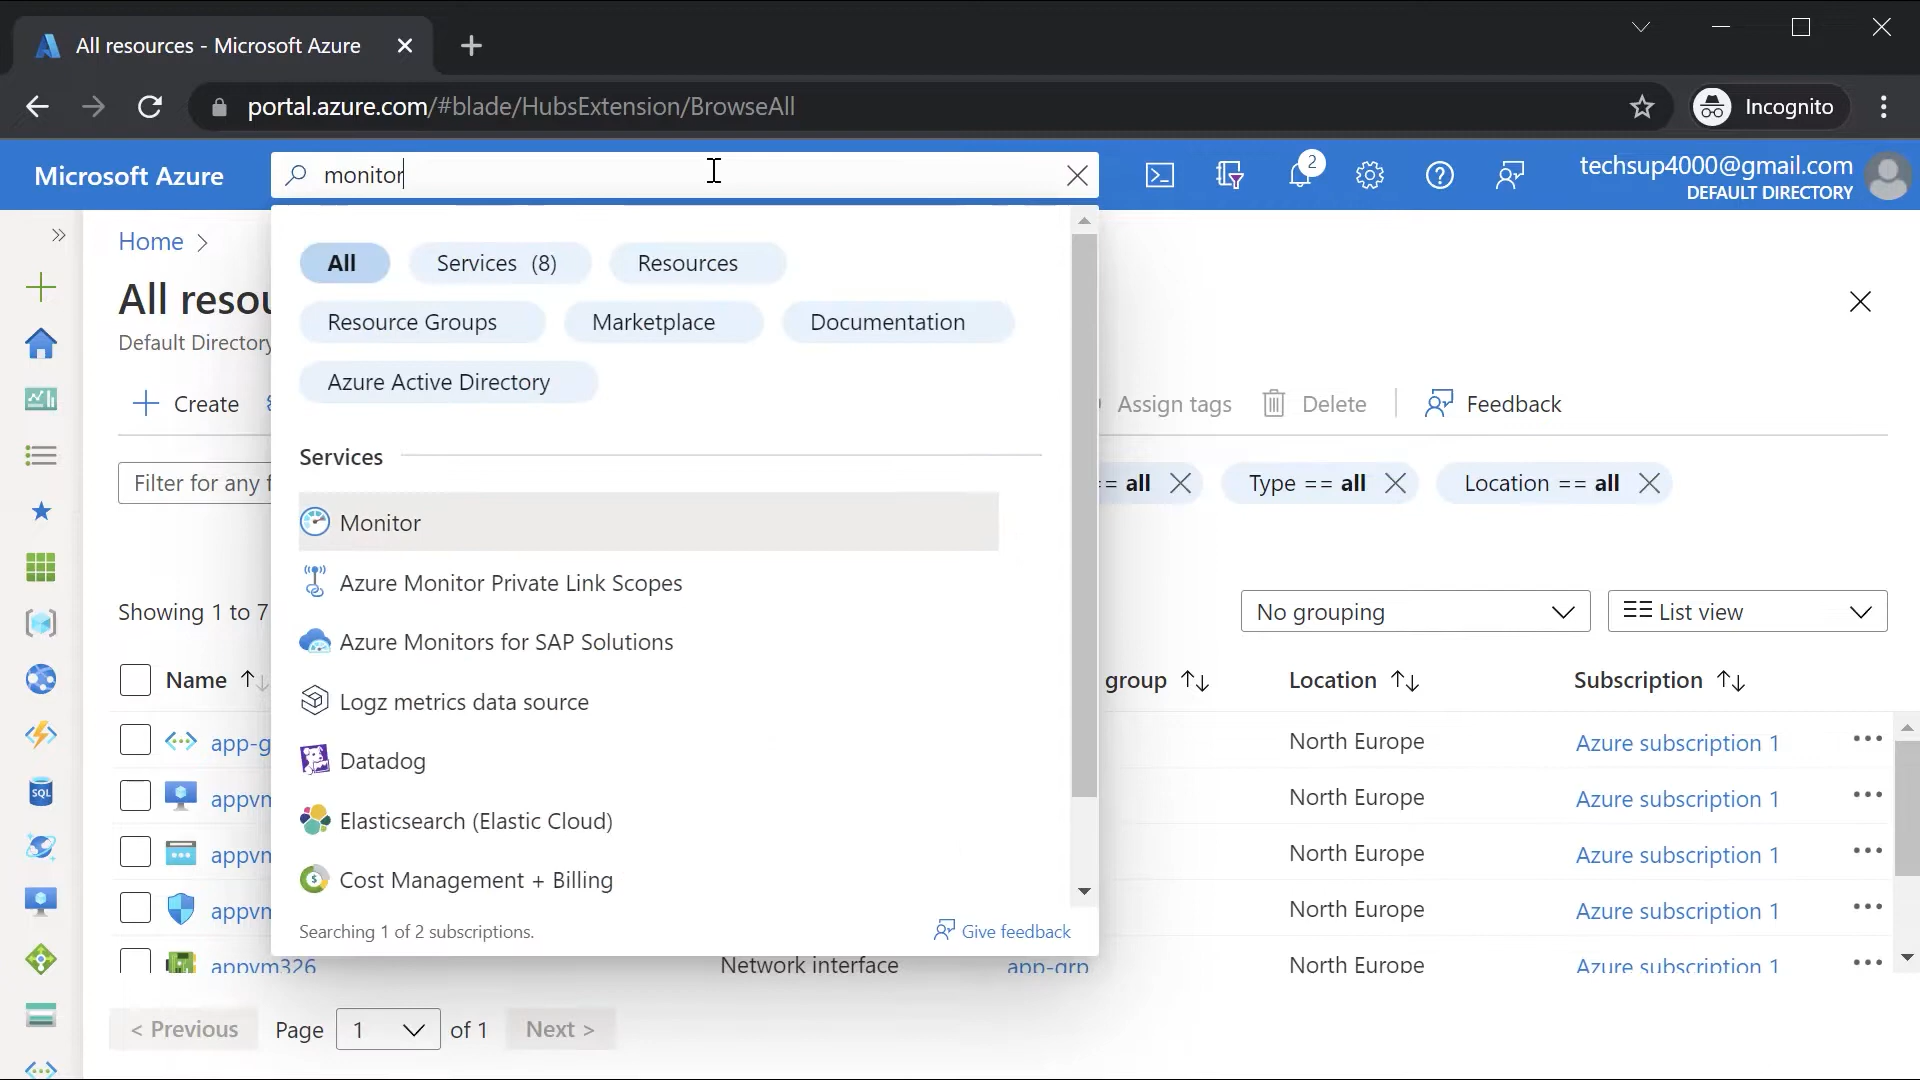 All resources - Microsoft Azure
portal.azure.com/#blade/HubsExtension/BrowseAll
Incognito
Microsoft Azure
monitor
2
techsup4000@gmail.com
DEFAULT DIRECTORY
Home
All
Services (8)
Resources
All resou
Resource Groups
Marketplace
Documentation
Default Directory
Azure Active Directory
Create
Assign tags
Delete
Feedback
Services
Filter for any f
== all
Type == all
Location == all
Monitor
Azure Monitor Private Link Scopes
Showing 1 to 7
No grouping
List view
Azure Monitors for SAP Solutions
Name
group
Location
Subscription
Logz metrics data source
app-g
North Europe
Azure subscription 1
Datadog
appvm
North Europe
Azure subscription 1
Elasticsearch (Elastic Cloud)
appvm
North Europe
Azure subscription 1
Cost Management + Billing
appvm
North Europe
Azure subscription 1
Searching 1 of 2 subscriptions.
Give feedback
appvm326
Network interface
app-grp
North Europe
Azure subscription 1
SQL
< Previous
Page
1
of 1
Next >